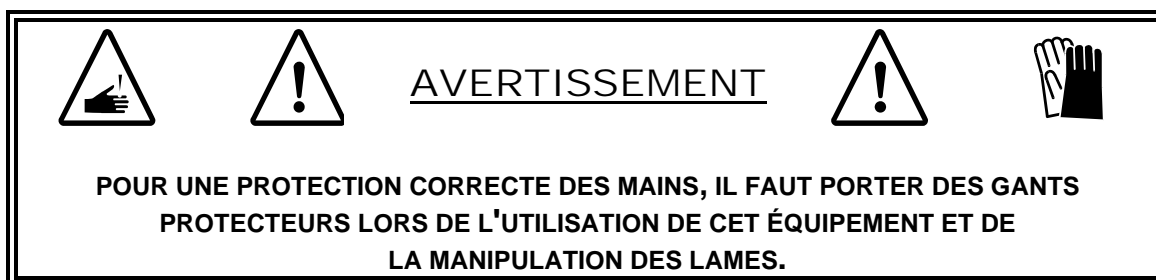 AVERTISSEMENT
POUR UNE PROTECTION CORRECTE DES MAINS, IL FAUT PORTER DES GANTS
PROTECTEURS LORS DE L'UTILISATION DE CET ÉQUIPEMENT ET DE
LA MANIPULATION DES LAMES.